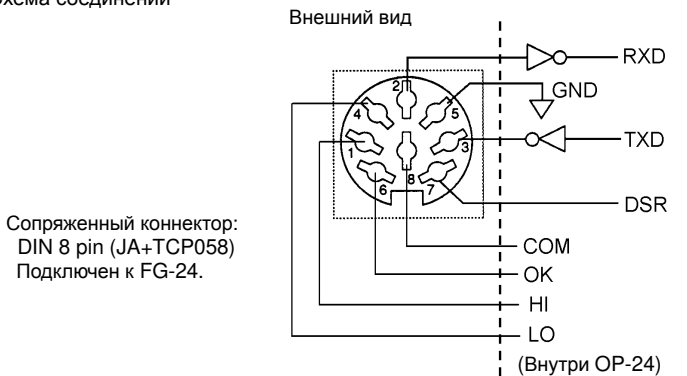 хема соединений
Внешний вид
RXD
GND
TXD
DSR
COM
OK
HI
LO
(Внутри OP-24)
2
4
5
1
3
6
8
7
Сопряженный коннектор:
DIN 8 pin (JA+TCP058)
Подключен к FG-24.